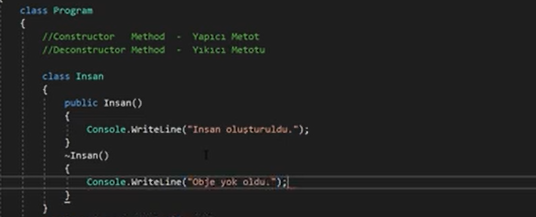 class Program
{
//Constructor Method - Yapıcı Metot
//Deconstructor Method - Yıkıcı Metotu
class Insan
{
public Insan()
{
Console.WriteLine("Insan oluşturuldu.");
}
~Insan()
{
Console.WriteLine("Obje yok oldu.");
}
}